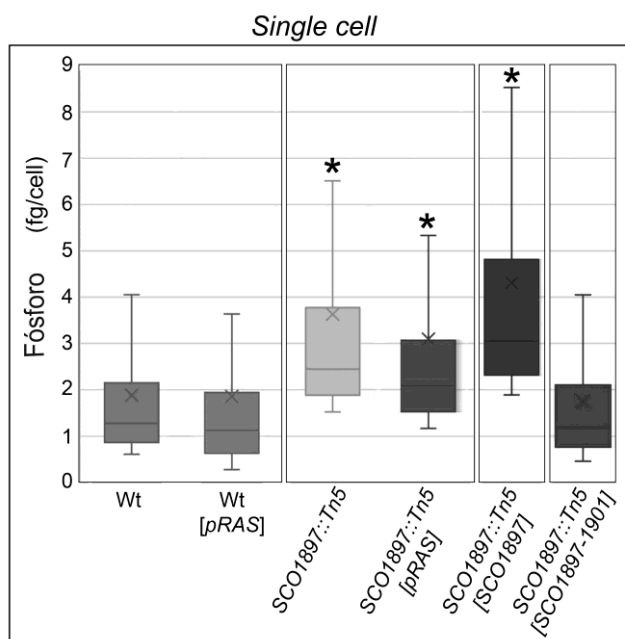 Single cell
Fósforo (fg/cell)
9
8
7
6
5
4
3
2
1
0
*
*
*
Wt
Wt
[pRAS]
SCO1897::Tn5
SCO1897::Tn5
[pRAS]
SCO1897::Tn5
[SCO1897]
SCO1897::Tn5
[SCO1897-1901]